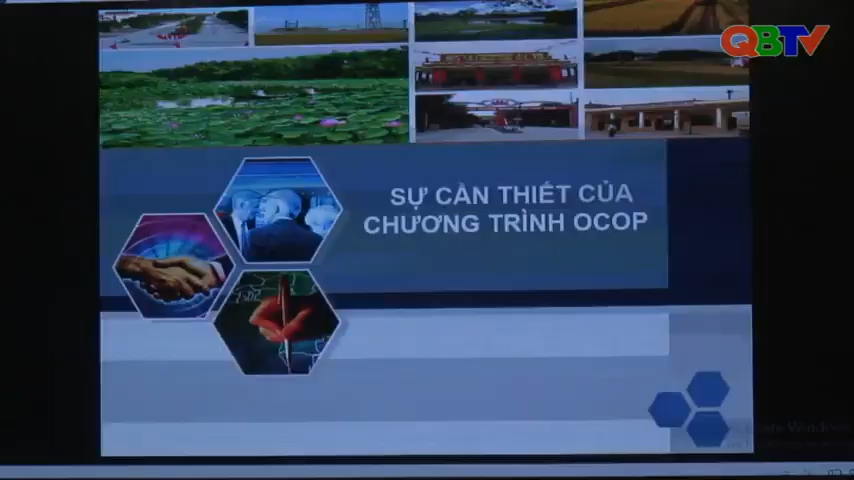 QBTV
SỰ CẦN THIẾT CỦA
CHƯƠNG TRÌNH OCOP